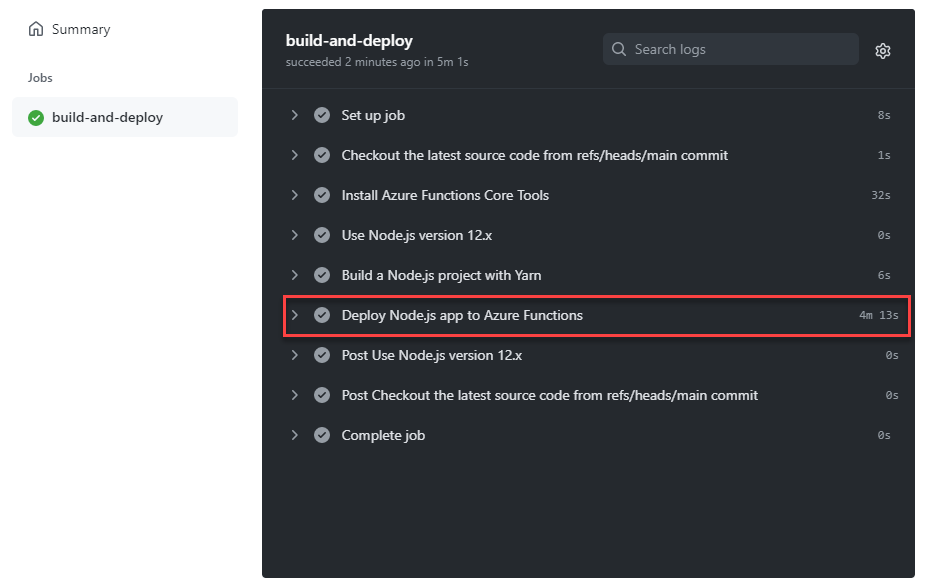 Summary
Jobs
build-and-deploy
build-and-deploy
succeeded 2 minutes ago in 5m 1s
Search logs
Set up job 8s
Checkout the latest source code from refs/heads/main commit 1s
Install Azure Functions Core Tools 32s
Use Node.js version 12.x 0s
Build a Node.js project with Yarn 6s
Deploy Node.js app to Azure Functions 4m 13s
Post Use Node.js version 12.x 0s
Post Checkout the latest source code from refs/heads/main commit 0s
Complete job 0s